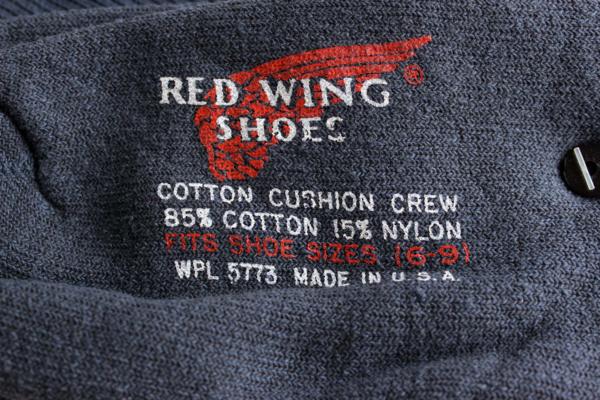 RED WING ®
SHOES
COTTON CUSHION CREW
85% COTTON 15% NYLON
FITS SHOE SIZES (6-9)
WPL 5773 MADE IN U.S.A.